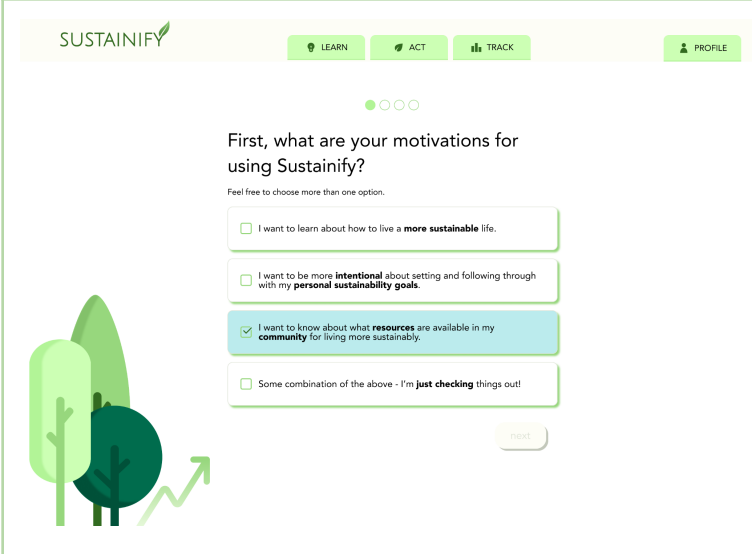 SUSTAINIFY
LEARN
ACT
TRACK
PROFILE
First, what are your motivations for
using Sustainify?
Feel free to choose more than one option.
I want to learn about how to live a more sustainable life.
I want to be more intentional about setting and following through
with my personal sustainability goals.
I want to know about what resources are available in my
community for living more sustainably.
Some combination of the above - I'm just checking things out!
next